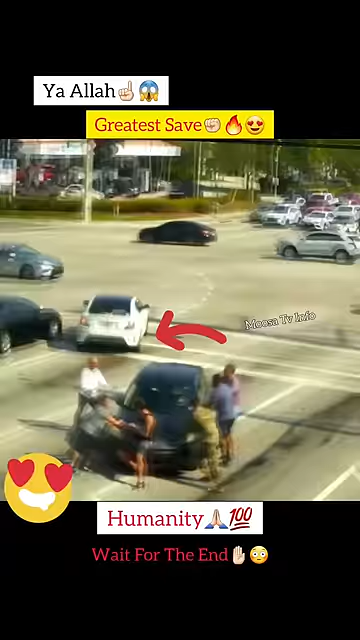 Ya Allah☝🏻😱
Greatest Save✊🏻🔥😍
Moosa Tv Info
Humanity🙏🏻💯
Wait For The End✋🏻😳